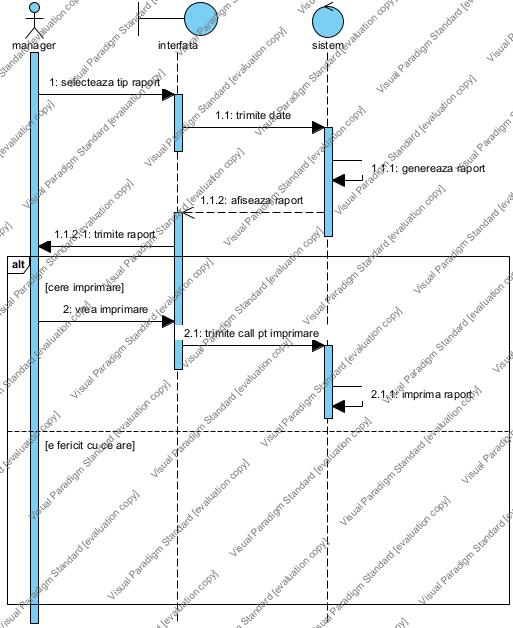 manager
interfata
sistem
1: selecteaza tip raport
1.1: trimite date
1.1.1: genereaza raport
1.1.2: afiseaza raport
1.1.2.1: trimite raport
alt
[cere imprimare]
2: vrea imprimare
2.1: trimite call pt imprimare
2.1.1: imprima raport
[e fericit cu ce are]
Visual Paradigm Standard [evaluation copy]